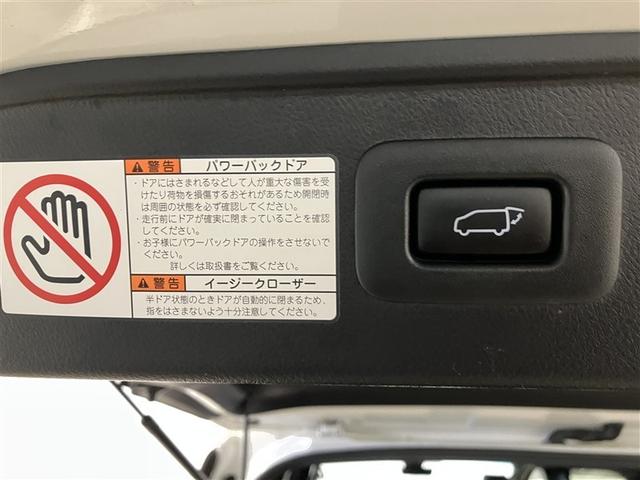 警告 パワーバックドア
・ドアにはさまれるなどして人が重大な傷害を受
けたり荷物を損傷するおそれがあるため開閉時
は周囲の状態を必ず確認してください。
・走行前にドアが確実に閉まっていることを確認
してください。
・お子様にパワーバックドアの操作をさせないで
ください。
詳しくは取扱書をご覧ください。
警告 イージークローザー
半ドア状態のときドアが自動的に閉まるため、
指をはさまないよう十分注意してください。